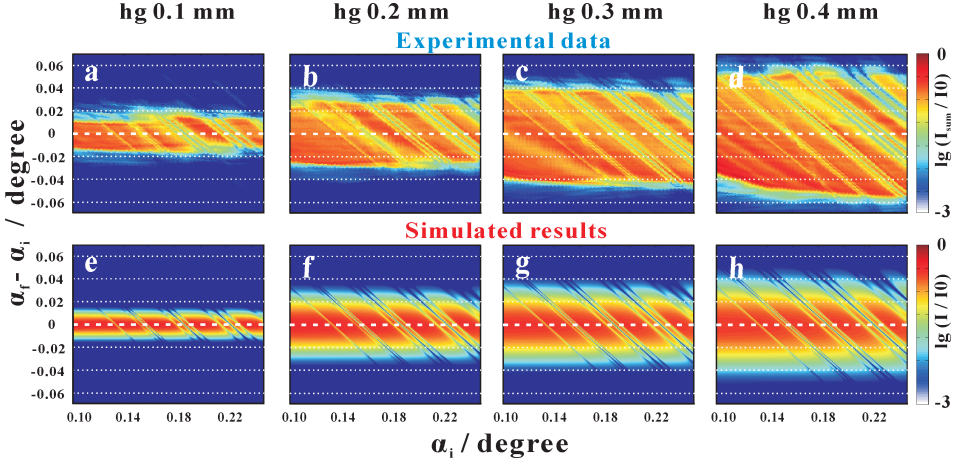 hg 0.1 mm hg 0.2 mm hg 0.3 mm hg 0.4 mm
Experimental data
a b c d
0.06
0.04
0.02
0
-0.02
-0.04
-0.06
0
lg (I sum / 10)
-3
Simulated results
e f g h
0.06
0.04
0.02
0
-0.02
-0.04
-0.06
0
lg (I / 10)
-3
αf - αi / degree
0.10 0.14 0.18 0.22 0.10 0.14 0.18 0.22 0.10 0.14 0.18 0.22 0.10 0.14 0.18 0.22
αi / degree